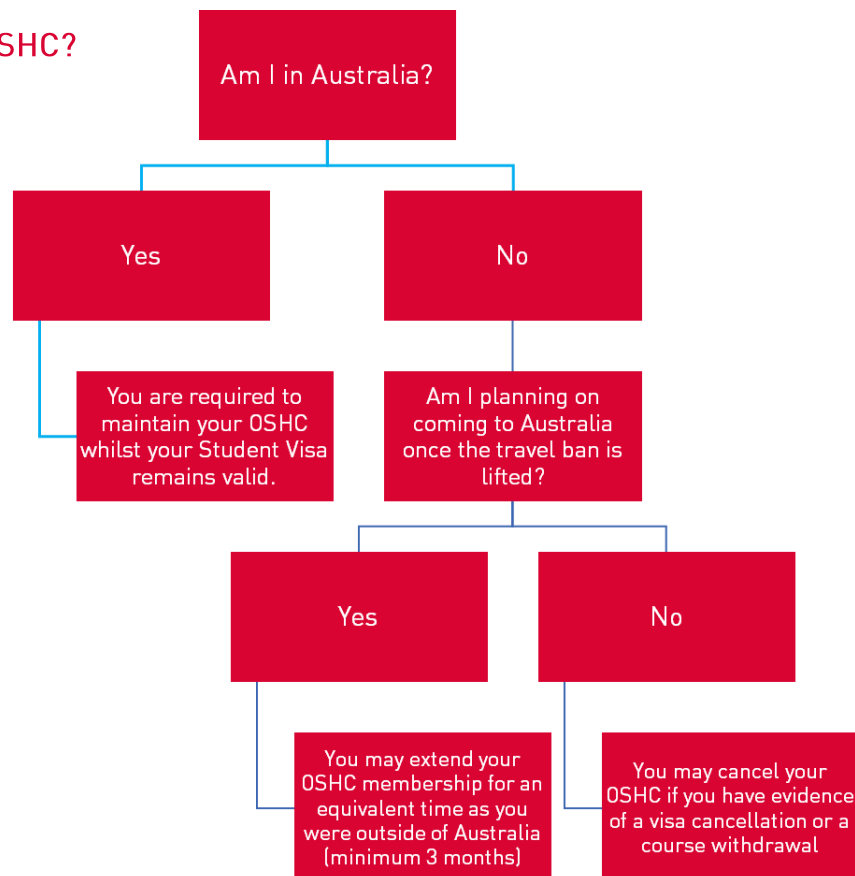 OSHC?
Am I in Australia?
Yes
No
You are required to
maintain your OSHC
whilst your Student Visa
remains valid.
Am I planning on
coming to Australia
once the travel ban is
lifted?
Yes
No
You may extend your
OSHC membership for an
equivalent time as you
were outside of Australia
(minimum 3 months)
You may cancel your
OSHC if you have evidence
of a visa cancellation or a
course withdrawal